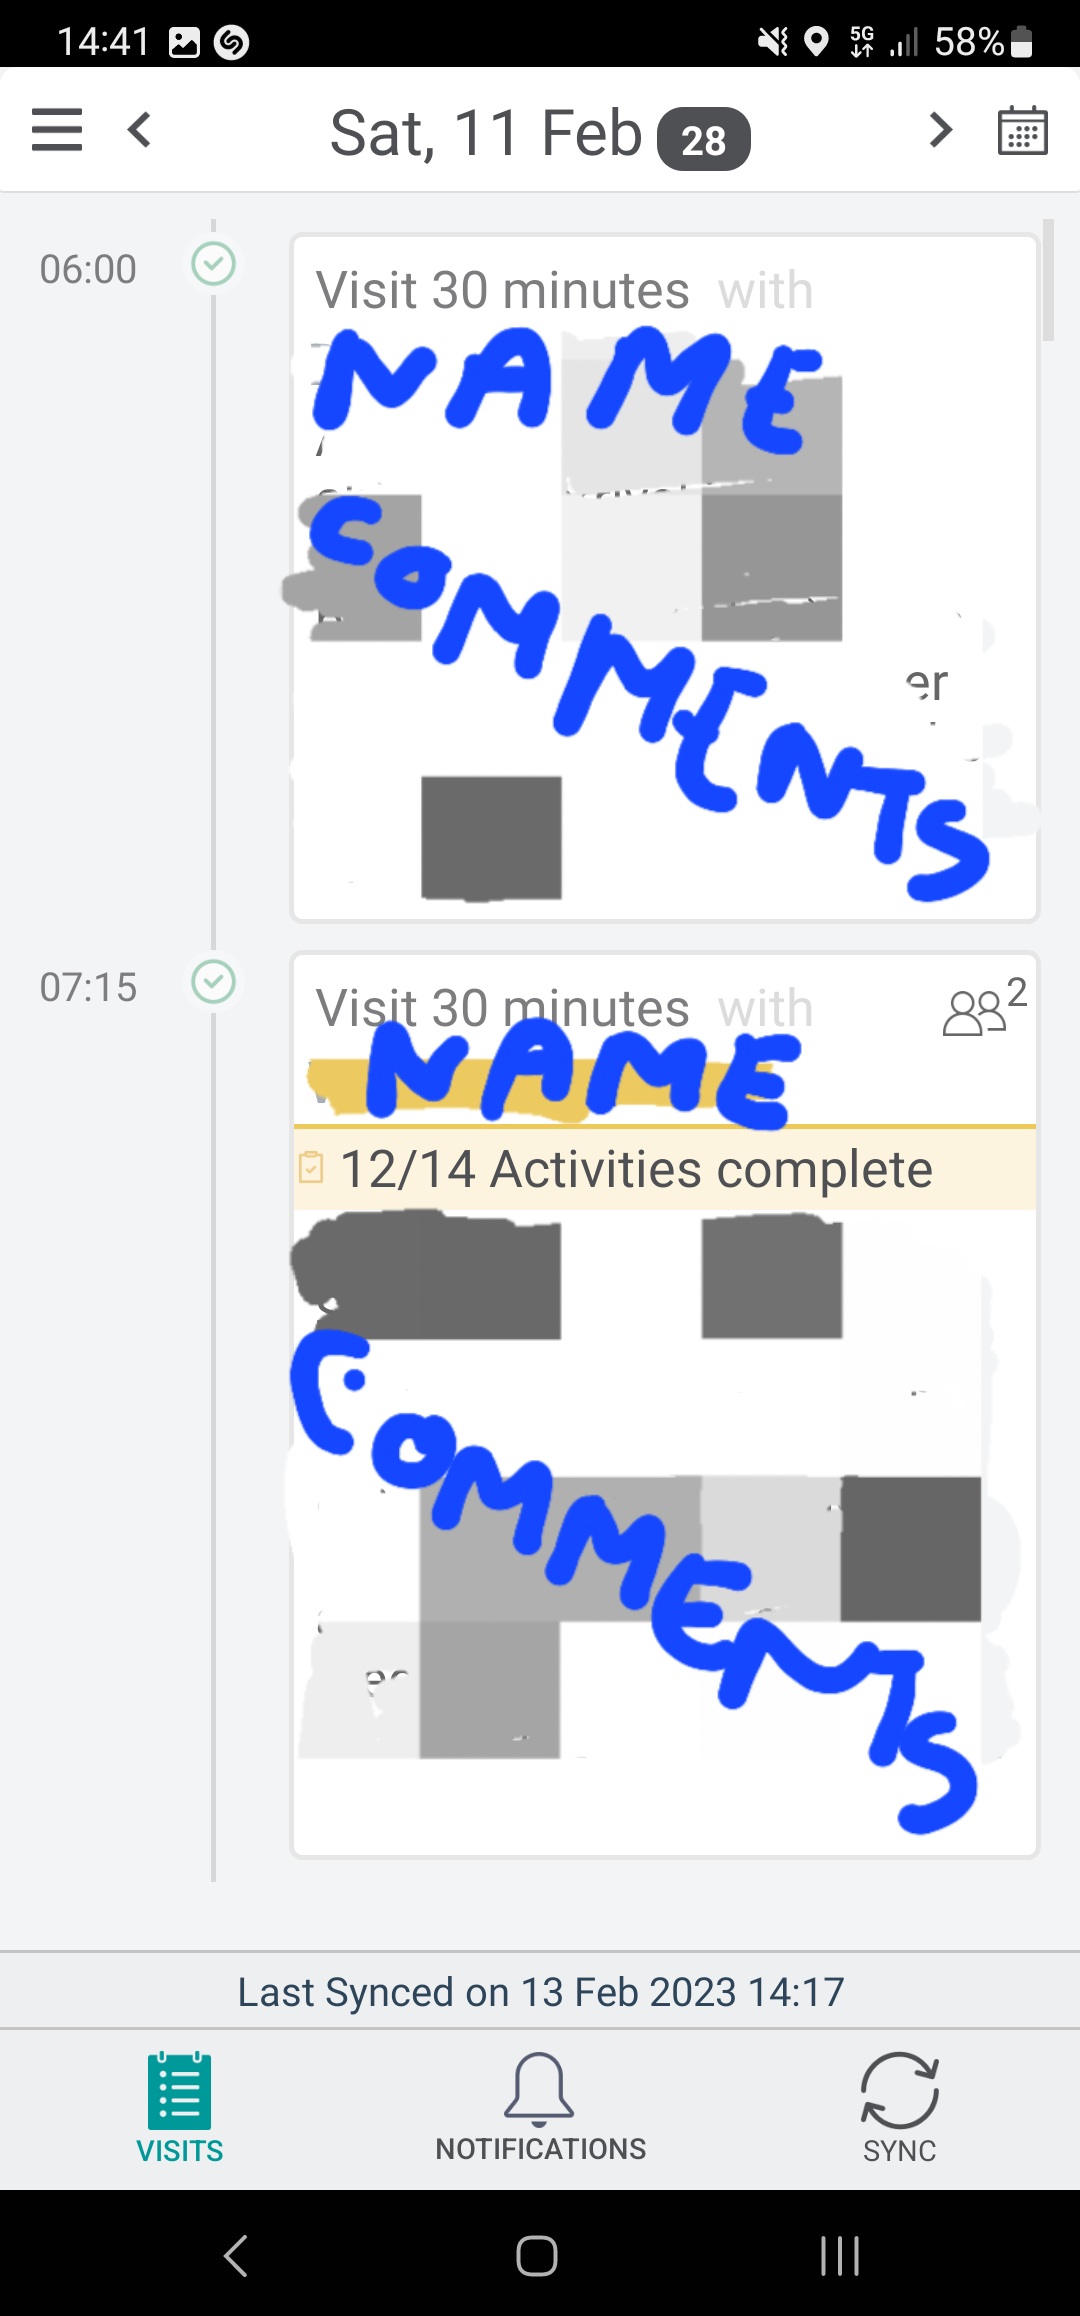 14:41 5G 58%
Sat, 11 Feb 28
06:00
Visit 30 minutes with
NAME
COMMENTS
er
07:15
Visit 30 minutes with 2
NAME
12/14 Activities complete
COMMENTS
Last Synced on 13 Feb 2023 14:17
VISITS NOTIFICATIONS SYNC